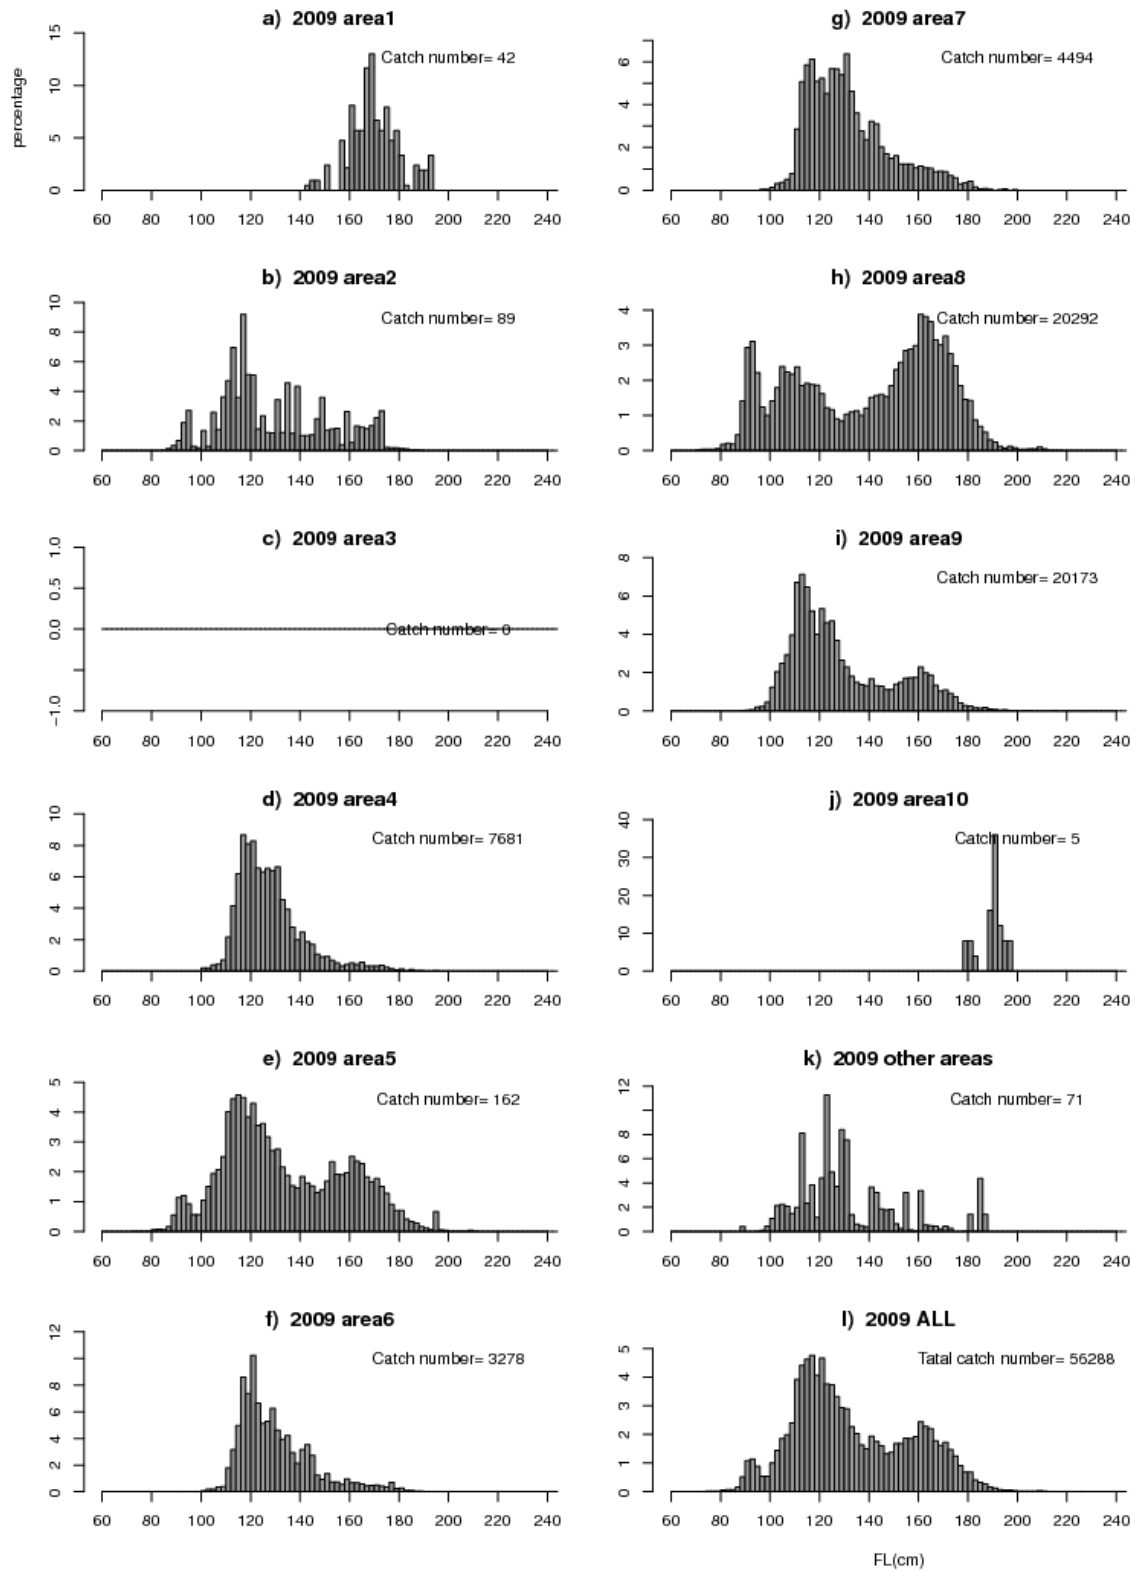 a) 2009 area1
percentage
0 5 10 15
Catch number= 42
60 80 100 120 140 160 180 200 220 240
b) 2009 area2
0 2 4 6 8 10
Catch number= 89
60 80 100 120 140 160 180 200 220 240
c) 2009 area3
-1.0 0.0 0.5 1.0
Catch number= 0
60 80 100 120 140 160 180 200 220 240
d) 2009 area4
0 2 4 6 8 10
Catch number= 7681
60 80 100 120 140 160 180 200 220 240
e) 2009 area5
0 1 2 3 4 5
Catch number= 162
60 80 100 120 140 160 180 200 220 240
f) 2009 area6
0 2 4 6 8 12
Catch number= 3278
60 80 100 120 140 160 180 200 220 240
g) 2009 area7
0 2 4 6
Catch number= 4494
60 80 100 120 140 160 180 200 220 240
h) 2009 area8
0 1 2 3 4
Catch number= 20292
60 80 100 120 140 160 180 200 220 240
i) 2009 area9
0 2 4 6 8
Catch number= 20173
60 80 100 120 140 160 180 200 220 240
j) 2009 area10
0 10 20 30 40
Catch number= 5
60 80 100 120 140 160 180 200 220 240
k) 2009 other areas
0 2 4 6 8 12
Catch number= 71
60 80 100 120 140 160 180 200 220 240
l) 2009 ALL
0 1 2 3 4 5
Tatal catch number= 56288
60 80 100 120 140 160 180 200 220 240
FL(cm)